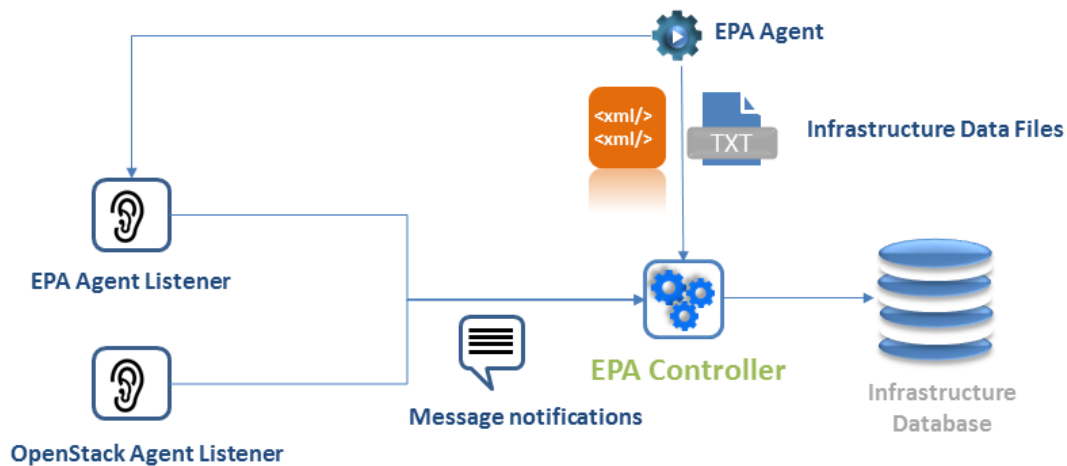 EPA Agent
<xml/>
<xml/>
TXT
Infrastructure Data Files
EPA Agent Listener
EPA Controller
Message notifications
Infrastructure
Database
OpenStack Agent Listener